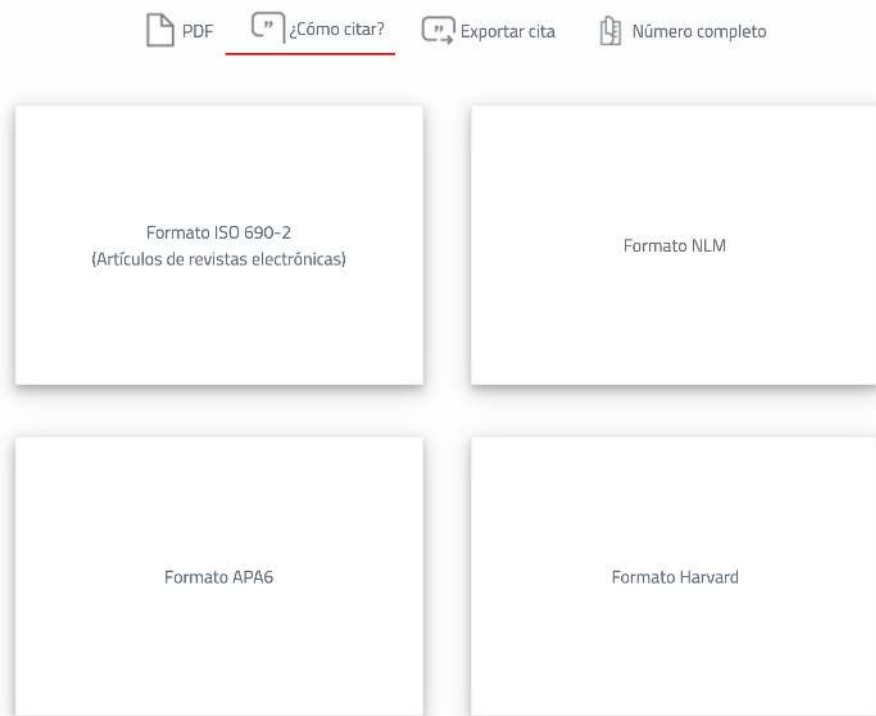 PDF ¿Cómo citar? Exportar cita Número completo
Formato ISO 690-2
(Artículos de revistas electrónicas)
Formato NLM
Formato APA6
Formato Harvard